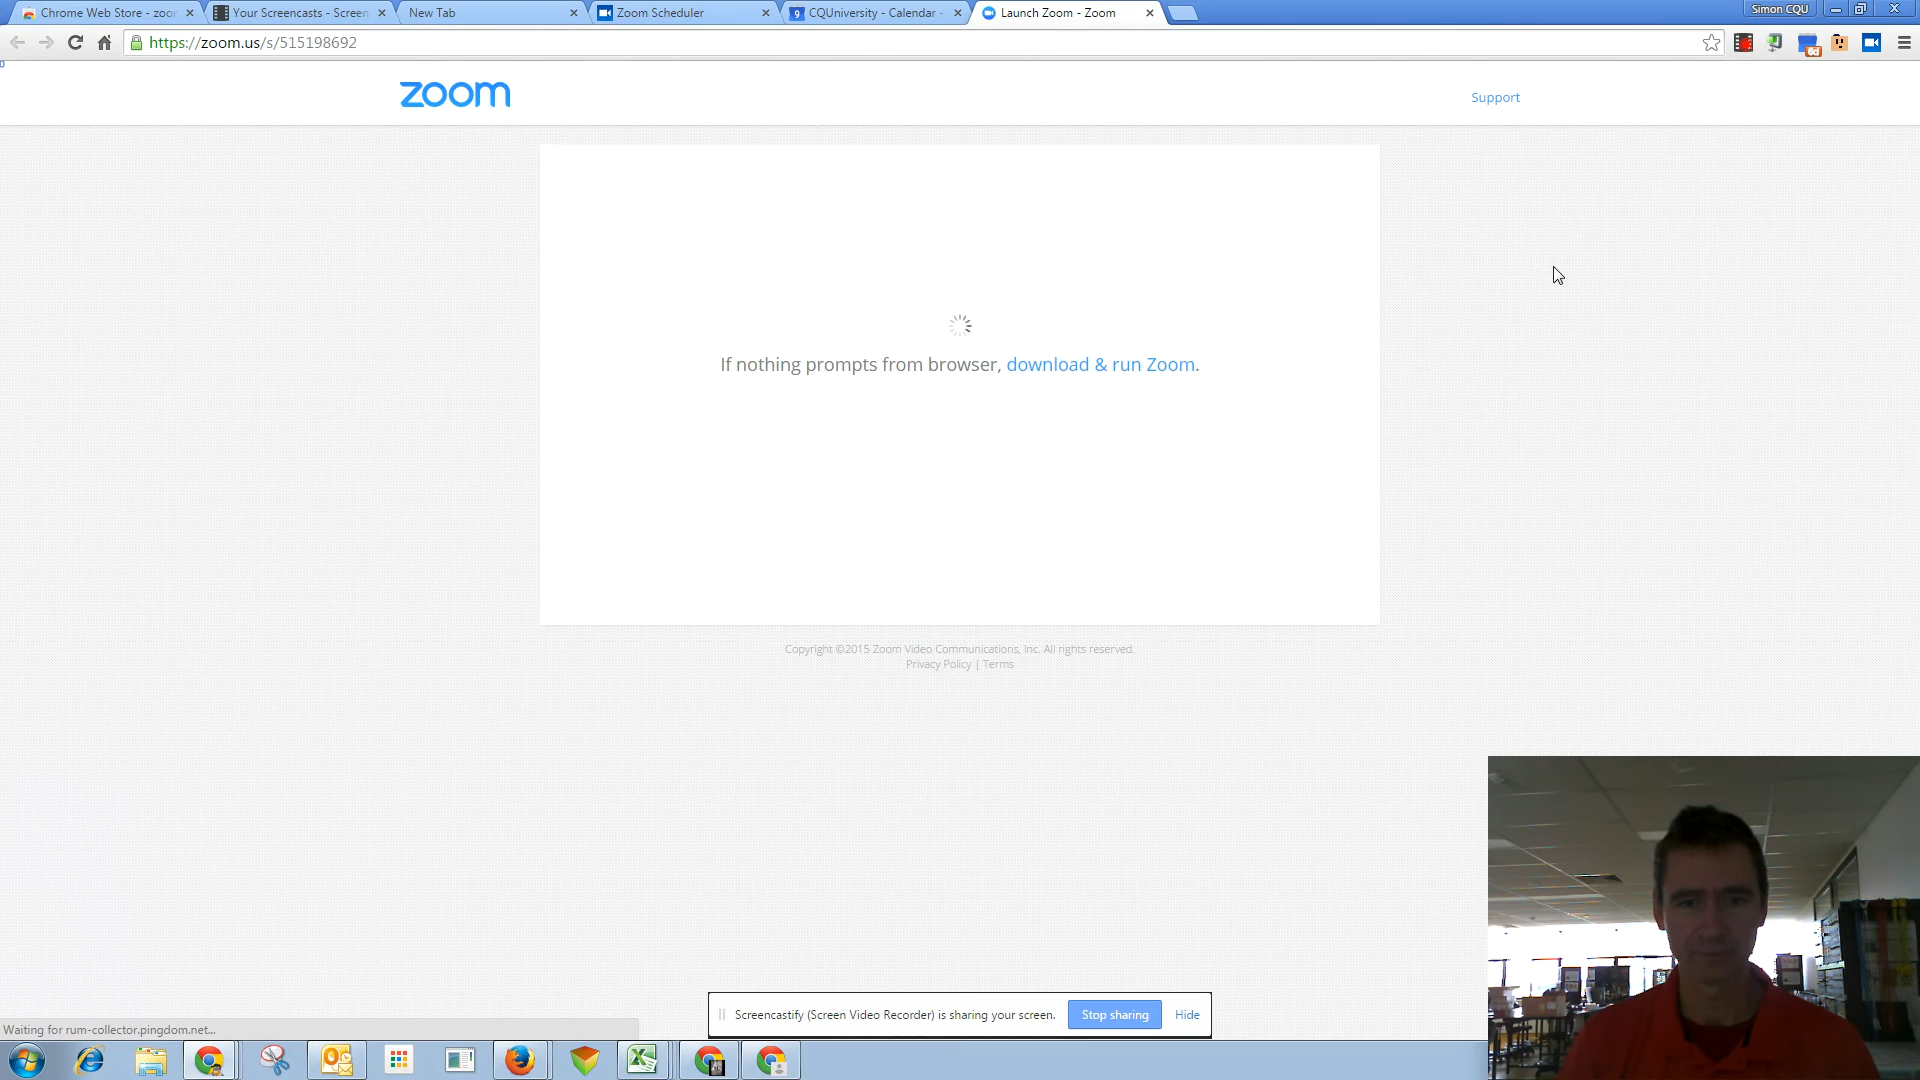 Chrome Web Store - zoor
Your Screencasts - Screen
New Tab
Zoom Scheduler
9
CQUniversity - Calendar -
Launch Zoom - Zoom
Simon CQU
https://zoom.us/s/515198692
6d
zoom
Support
If nothing prompts from browser, download & run Zoom.
Copyright ©2015 Zoom Video Communications, Inc. All rights reserved.
Privacy Policy | Terms
Screencastify (Screen Video Recorder) is sharing your screen.
Stop sharing
Hide
Waiting for rum-collector.pingdom.net...